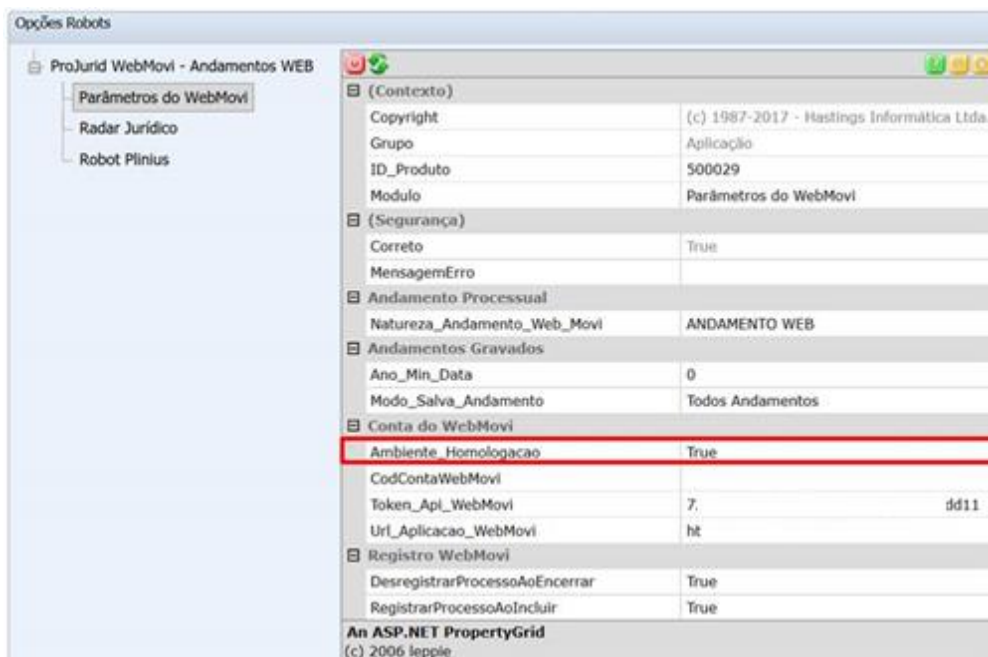 Opções Robots
ProJurid WebMovi - Andamentos WEB
Parâmetros do WebMovi
Radar Jurídico
Robot Plinius
(Contexto)
Copyright (c) 1987-2017 - Hastings Informática Ltda.
Grupo Aplicação
ID_Produto 500029
Modulo Parâmetros do WebMovi
(Segurança)
Correto True
MensagemErro
Andamento Processual
Natureza_Andamento_Web_Movi ANDAMENTO WEB
Andamentos Gravados
Ano_Min_Data 0
Modo_Salva_Andamento Todos Andamentos
Conta do WebMovi
Ambiente_Homologacao True
CodContaWebMovi
Token_Api_WebMovi 7. dd11
Url_Aplicacao_WebMovi ht
Registro WebMovi
DesregistrarProcessoAoEncerrar True
RegistrarProcessoAoIncluir True
An ASP.NET PropertyGrid
(c) 2006 leppie